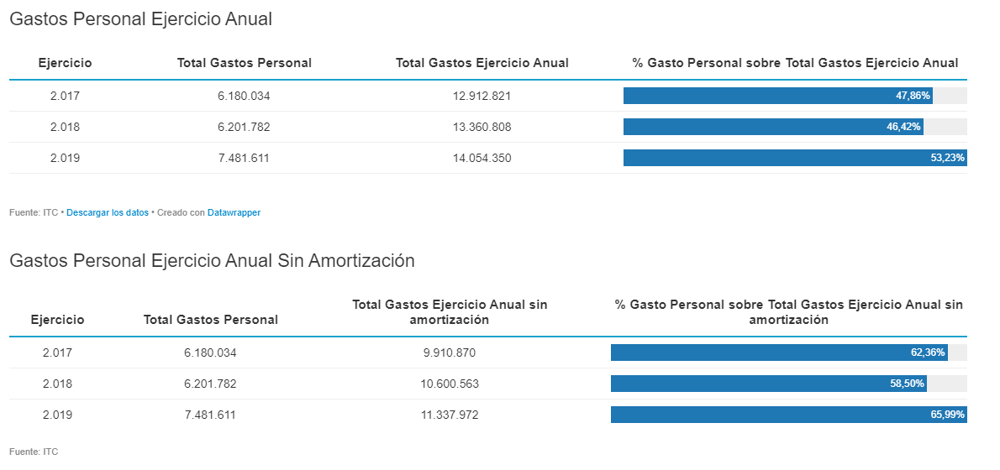 Gastos Personal Ejercicio Anual
Ejercicio Total Gastos Personal Total Gastos Ejercicio Anual % Gasto Personal sobre Total Gastos Ejercicio Anual
2.017 6.180.034 12.912.821 47,86%
2.018 6.201.782 13.360.808 46,42%
2.019 7.481.611 14.054.350 53,23%
Fuente: ITC • Descargar los datos • Creado con Datawrapper
Gastos Personal Ejercicio Anual Sin Amortización
Total Gastos Ejercicio Anual sin % Gasto Personal sobre Total Gastos Ejercicio Anual sin
Ejercicio Total Gastos Personal amortización amortización
2.017 6.180.034 9.910.870 62,36%
2.018 6.201.782 10.600.563 58,50%
2.019 7.481.611 11.337.972 65,99%
Fuente: ITC